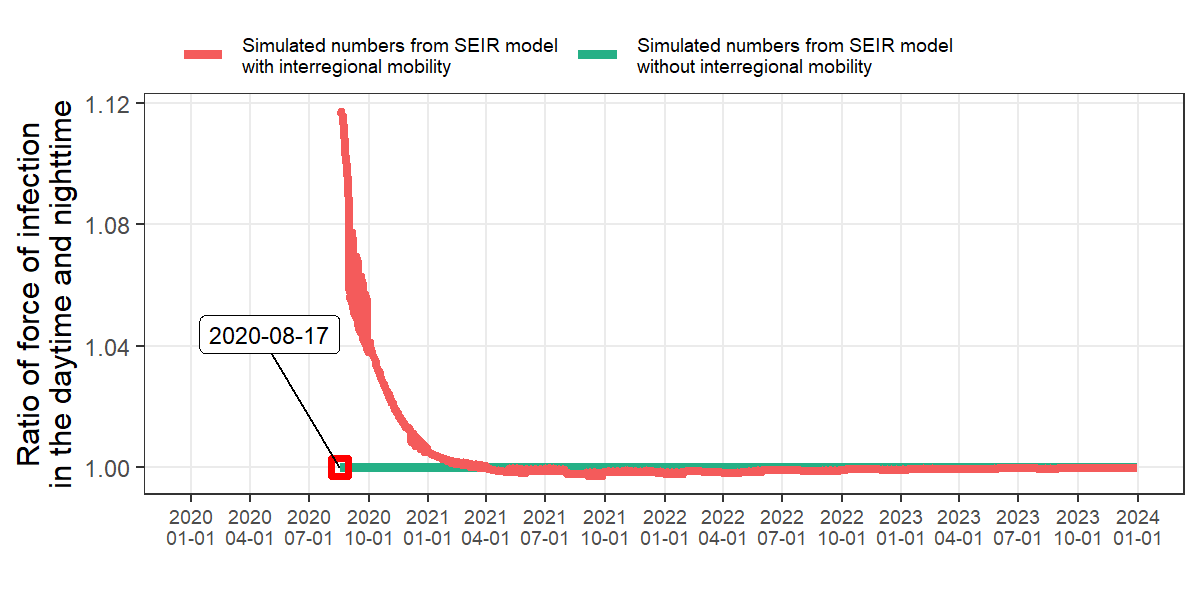 Simulated numbers from SEIR model
with interregional mobility
Simulated numbers from SEIR model
without interregional mobility
Ratio of force of infection
in the daytime and nighttime
1.12
1.08
1.04
1.00
2020-08-17
2020 2020 2020 2020 2021 2021 2021 2021 2022 2022 2022 2022 2023 2023 2023 2023 2024
01-01 04-01 07-01 10-01 01-01 04-01 07-01 10-01 01-01 04-01 07-01 10-01 01-01 04-01 07-01 10-01 01-01